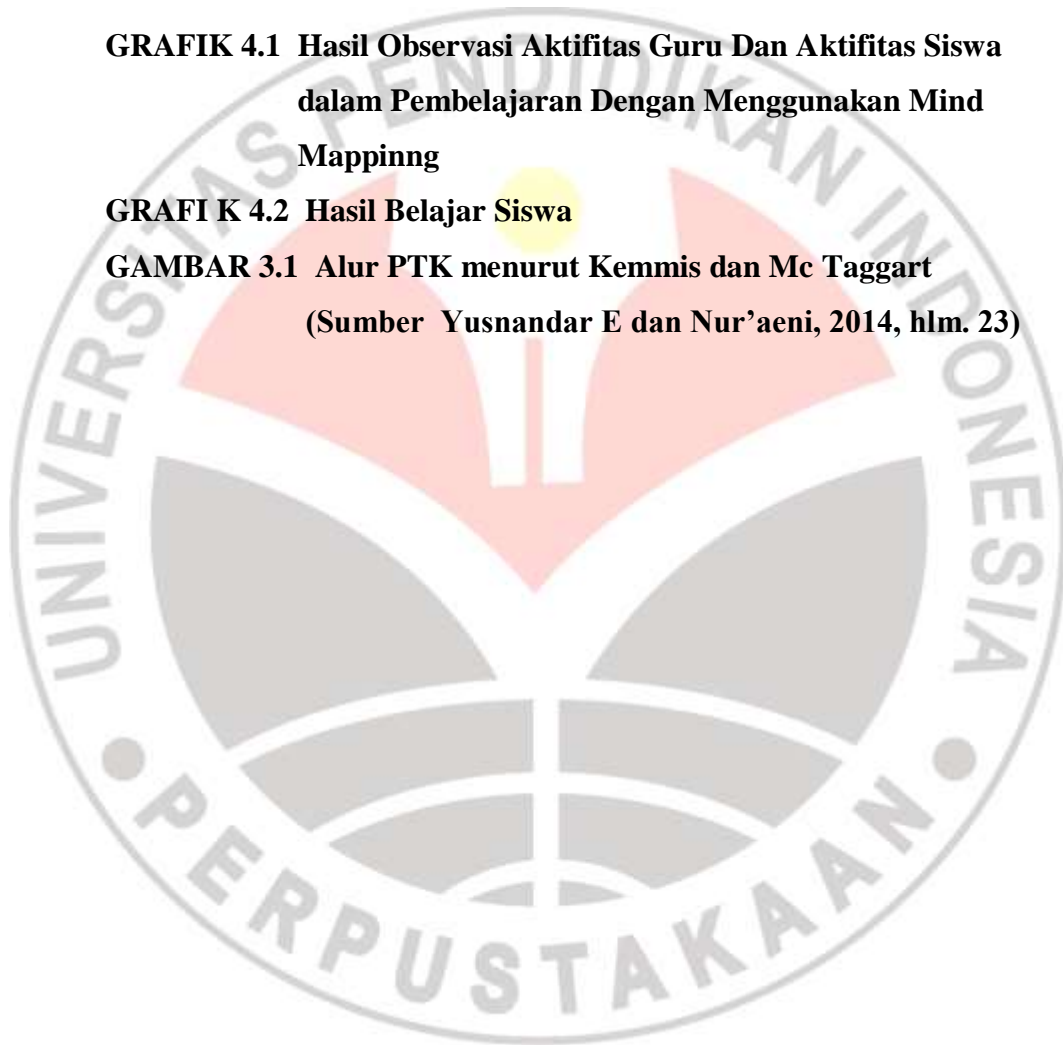 GRAFIK 4.1 Hasil Observasi Aktifitas Guru Dan Aktifitas Siswa
dalam Pembelajaran Dengan Menggunakan Mind
Mappinng
GRAFI K 4.2 Hasil Belajar Siswa
GAMBAR 3.1 Alur PTK menurut Kemmis dan Mc Taggart
(Sumber Yusnandar E dan Nur’aeni, 2014, hlm. 23)
UNIVERSITAS PENDIDIKAN INDONESIA
PERPUSTAKAAN